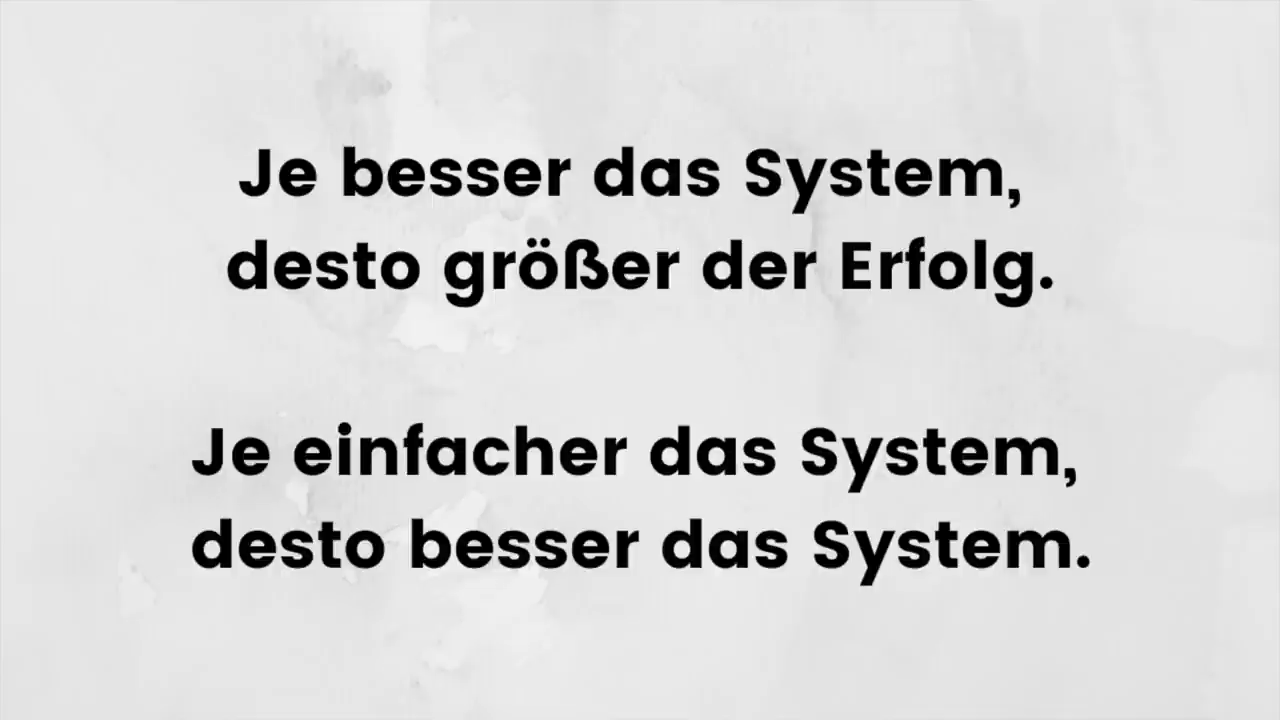 Je besser das System,
desto größer der Erfolg.
Je einfacher das System,
desto besser das System.